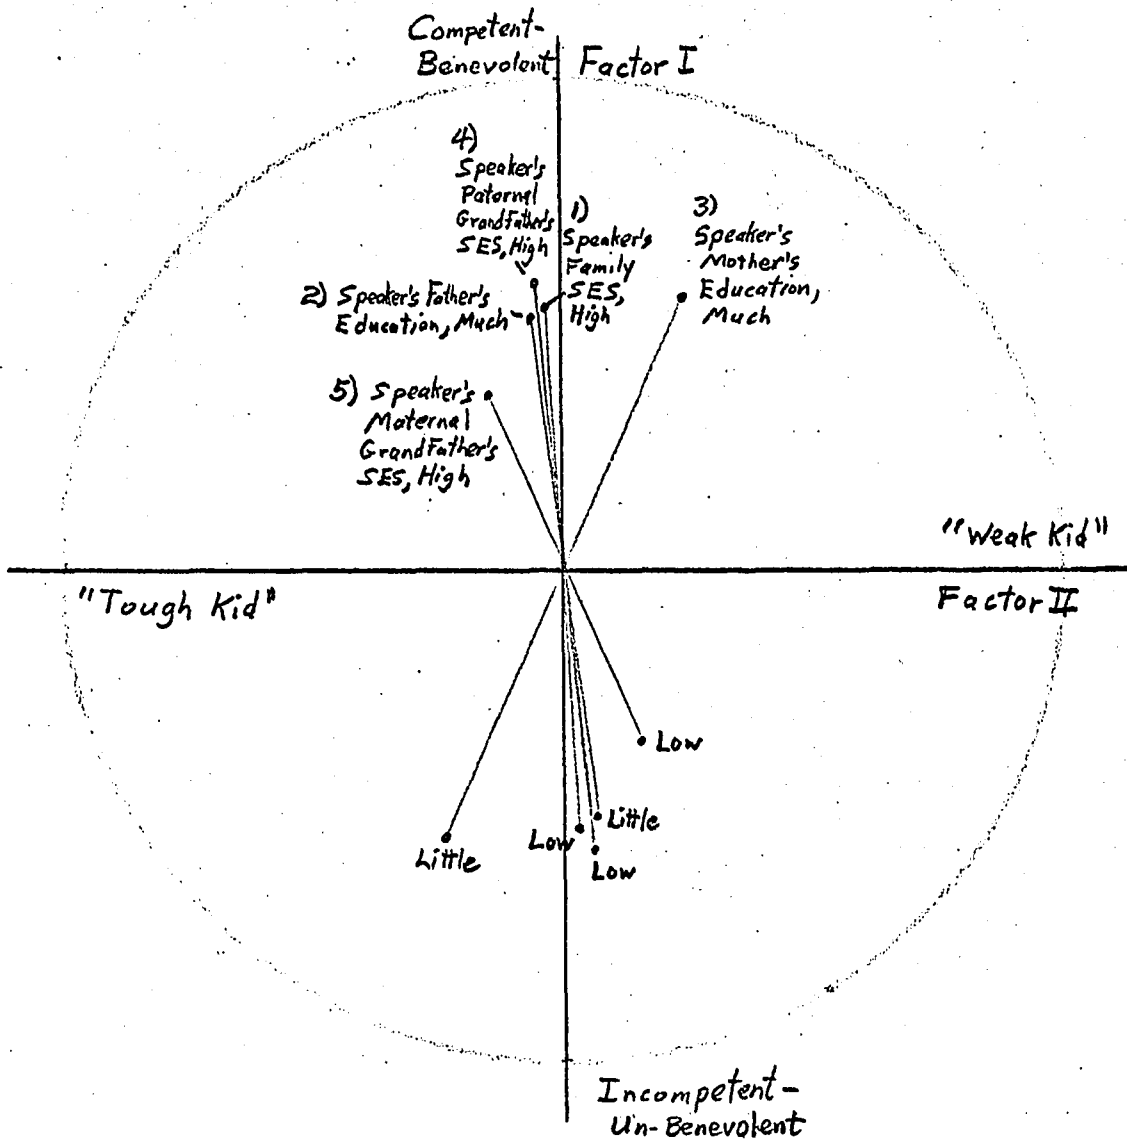 Competent-
Benevolent
Factor I
4)
Speaker's
Paternal
GrandFather's
SES, High
1)
Speaker's
Family
SES,
High
3)
Speaker's
Mother's
Education,
Much
2) Speaker's Father's
Education, Much
5) Speaker's
Maternal
GrandFather's
SES, High
"Weak Kid"
"Tough Kid"
Factor II
Low
Little
Low
Low
Little
Incompetent-
Un-Benevolent